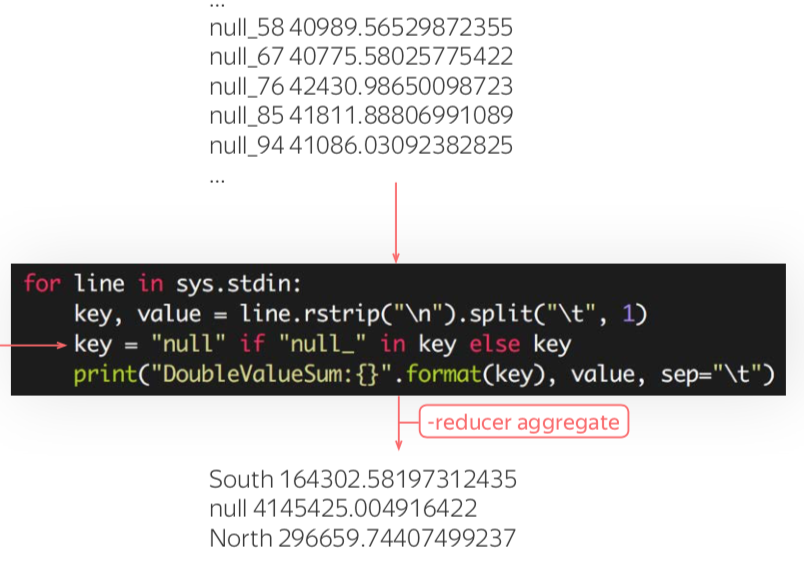 ...
null_58 40989.56529872355
null_67 40775.58025775422
null_76 42430.98650098723
null_85 41811.88806991089
null_94 41086.03092382825
...
for line in sys.stdin:
    key, value = line.rstrip("\n").split("\t", 1)
    key = "null" if "null_" in key else key
    print("DoubleValueSum:{}".format(key), value, sep="\t")
-reducer aggregate
South 164302.58197312435
null 4145425.004916422
North 296659.74407499237